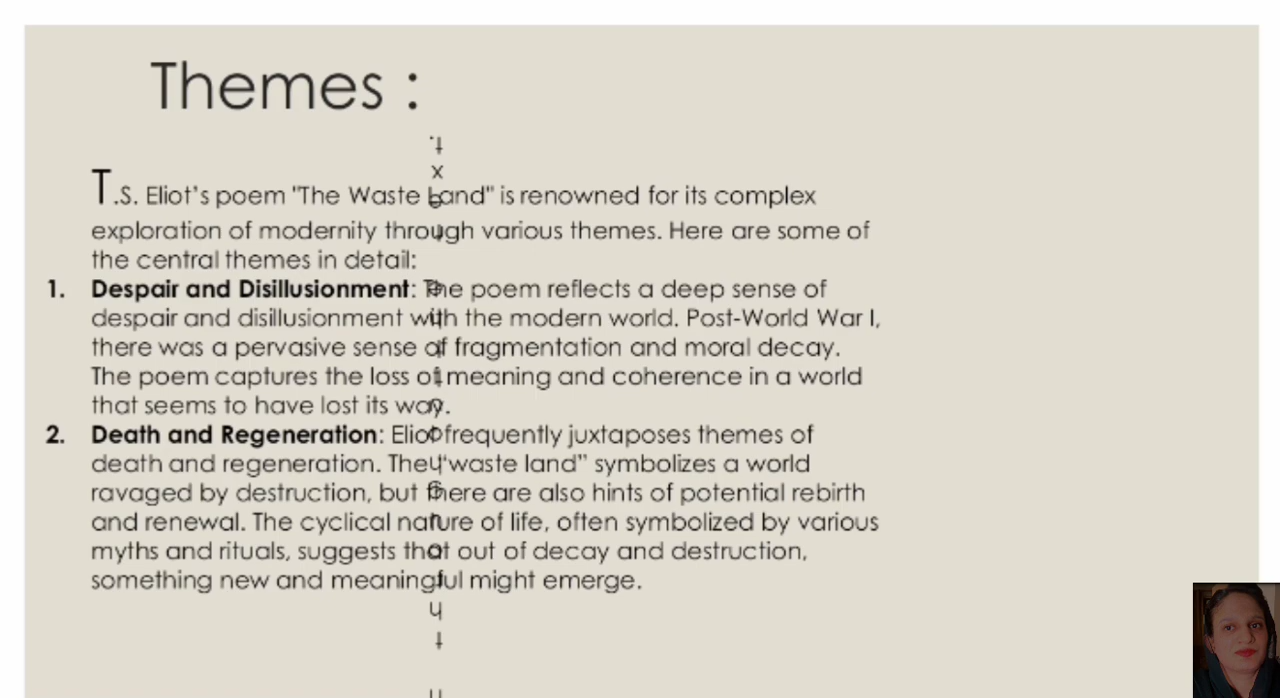 Themes :
T.S. Eliot's poem "The Waste Land" is renowned for its complex
exploration of modernity through various themes. Here are some of
the central themes in detail:
1. Despair and Disillusionment: The poem reflects a deep sense of
despair and disillusionment with the modern world. Post-World War I,
there was a pervasive sense of fragmentation and moral decay.
The poem captures the loss of meaning and coherence in a world
that seems to have lost its way.
2. Death and Regeneration: Eliot frequently juxtaposes themes of
death and regeneration. The "waste land" symbolizes a world
ravaged by destruction, but there are also hints of potential rebirth
and renewal. The cyclical nature of life, often symbolized by various
myths and rituals, suggests that out of decay and destruction,
something new and meaningful might emerge.